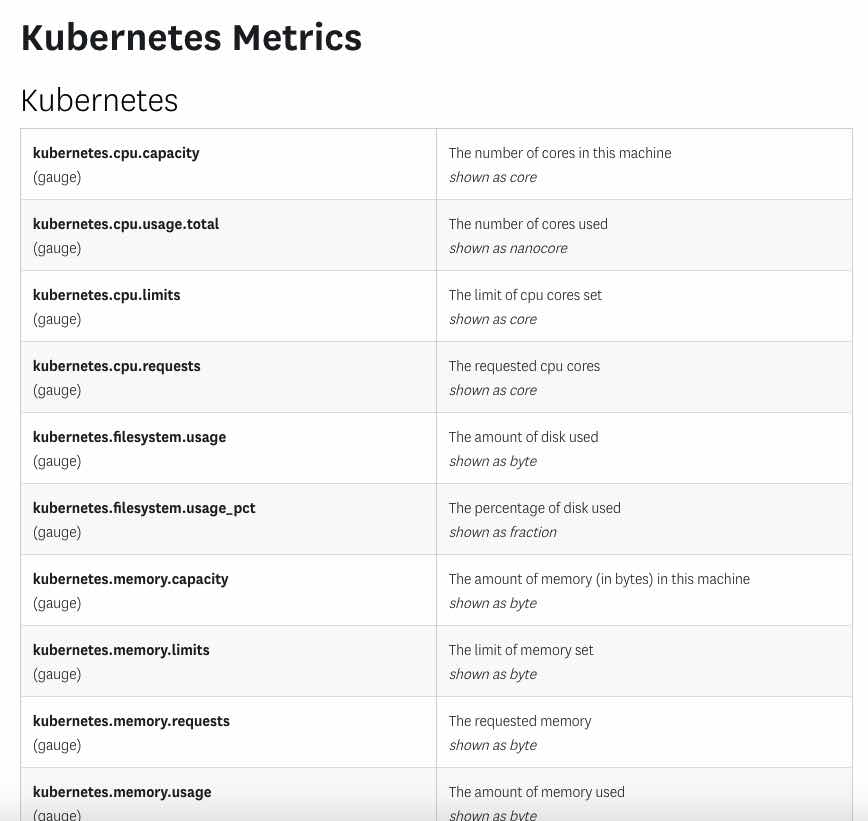 Kubernetes Metrics
Kubernetes
kubernetes.cpu.capacity
(gauge)
The number of cores in this machine
shown as core
kubernetes.cpu.usage.total
(gauge)
The number of cores used
shown as nanocore
kubernetes.cpu.limits
(gauge)
The limit of cpu cores set
shown as core
kubernetes.cpu.requests
(gauge)
The requested cpu cores
shown as core
kubernetes.filesystem.usage
(gauge)
The amount of disk used
shown as byte
kubernetes.filesystem.usage_pct
(gauge)
The percentage of disk used
shown as fraction
kubernetes.memory.capacity
(gauge)
The amount of memory (in bytes) in this machine
shown as byte
kubernetes.memory.limits
(gauge)
The limit of memory set
shown as byte
kubernetes.memory.requests
(gauge)
The requested memory
shown as byte
kubernetes.memory.usage
(gauge)
The amount of memory used
shown as byte